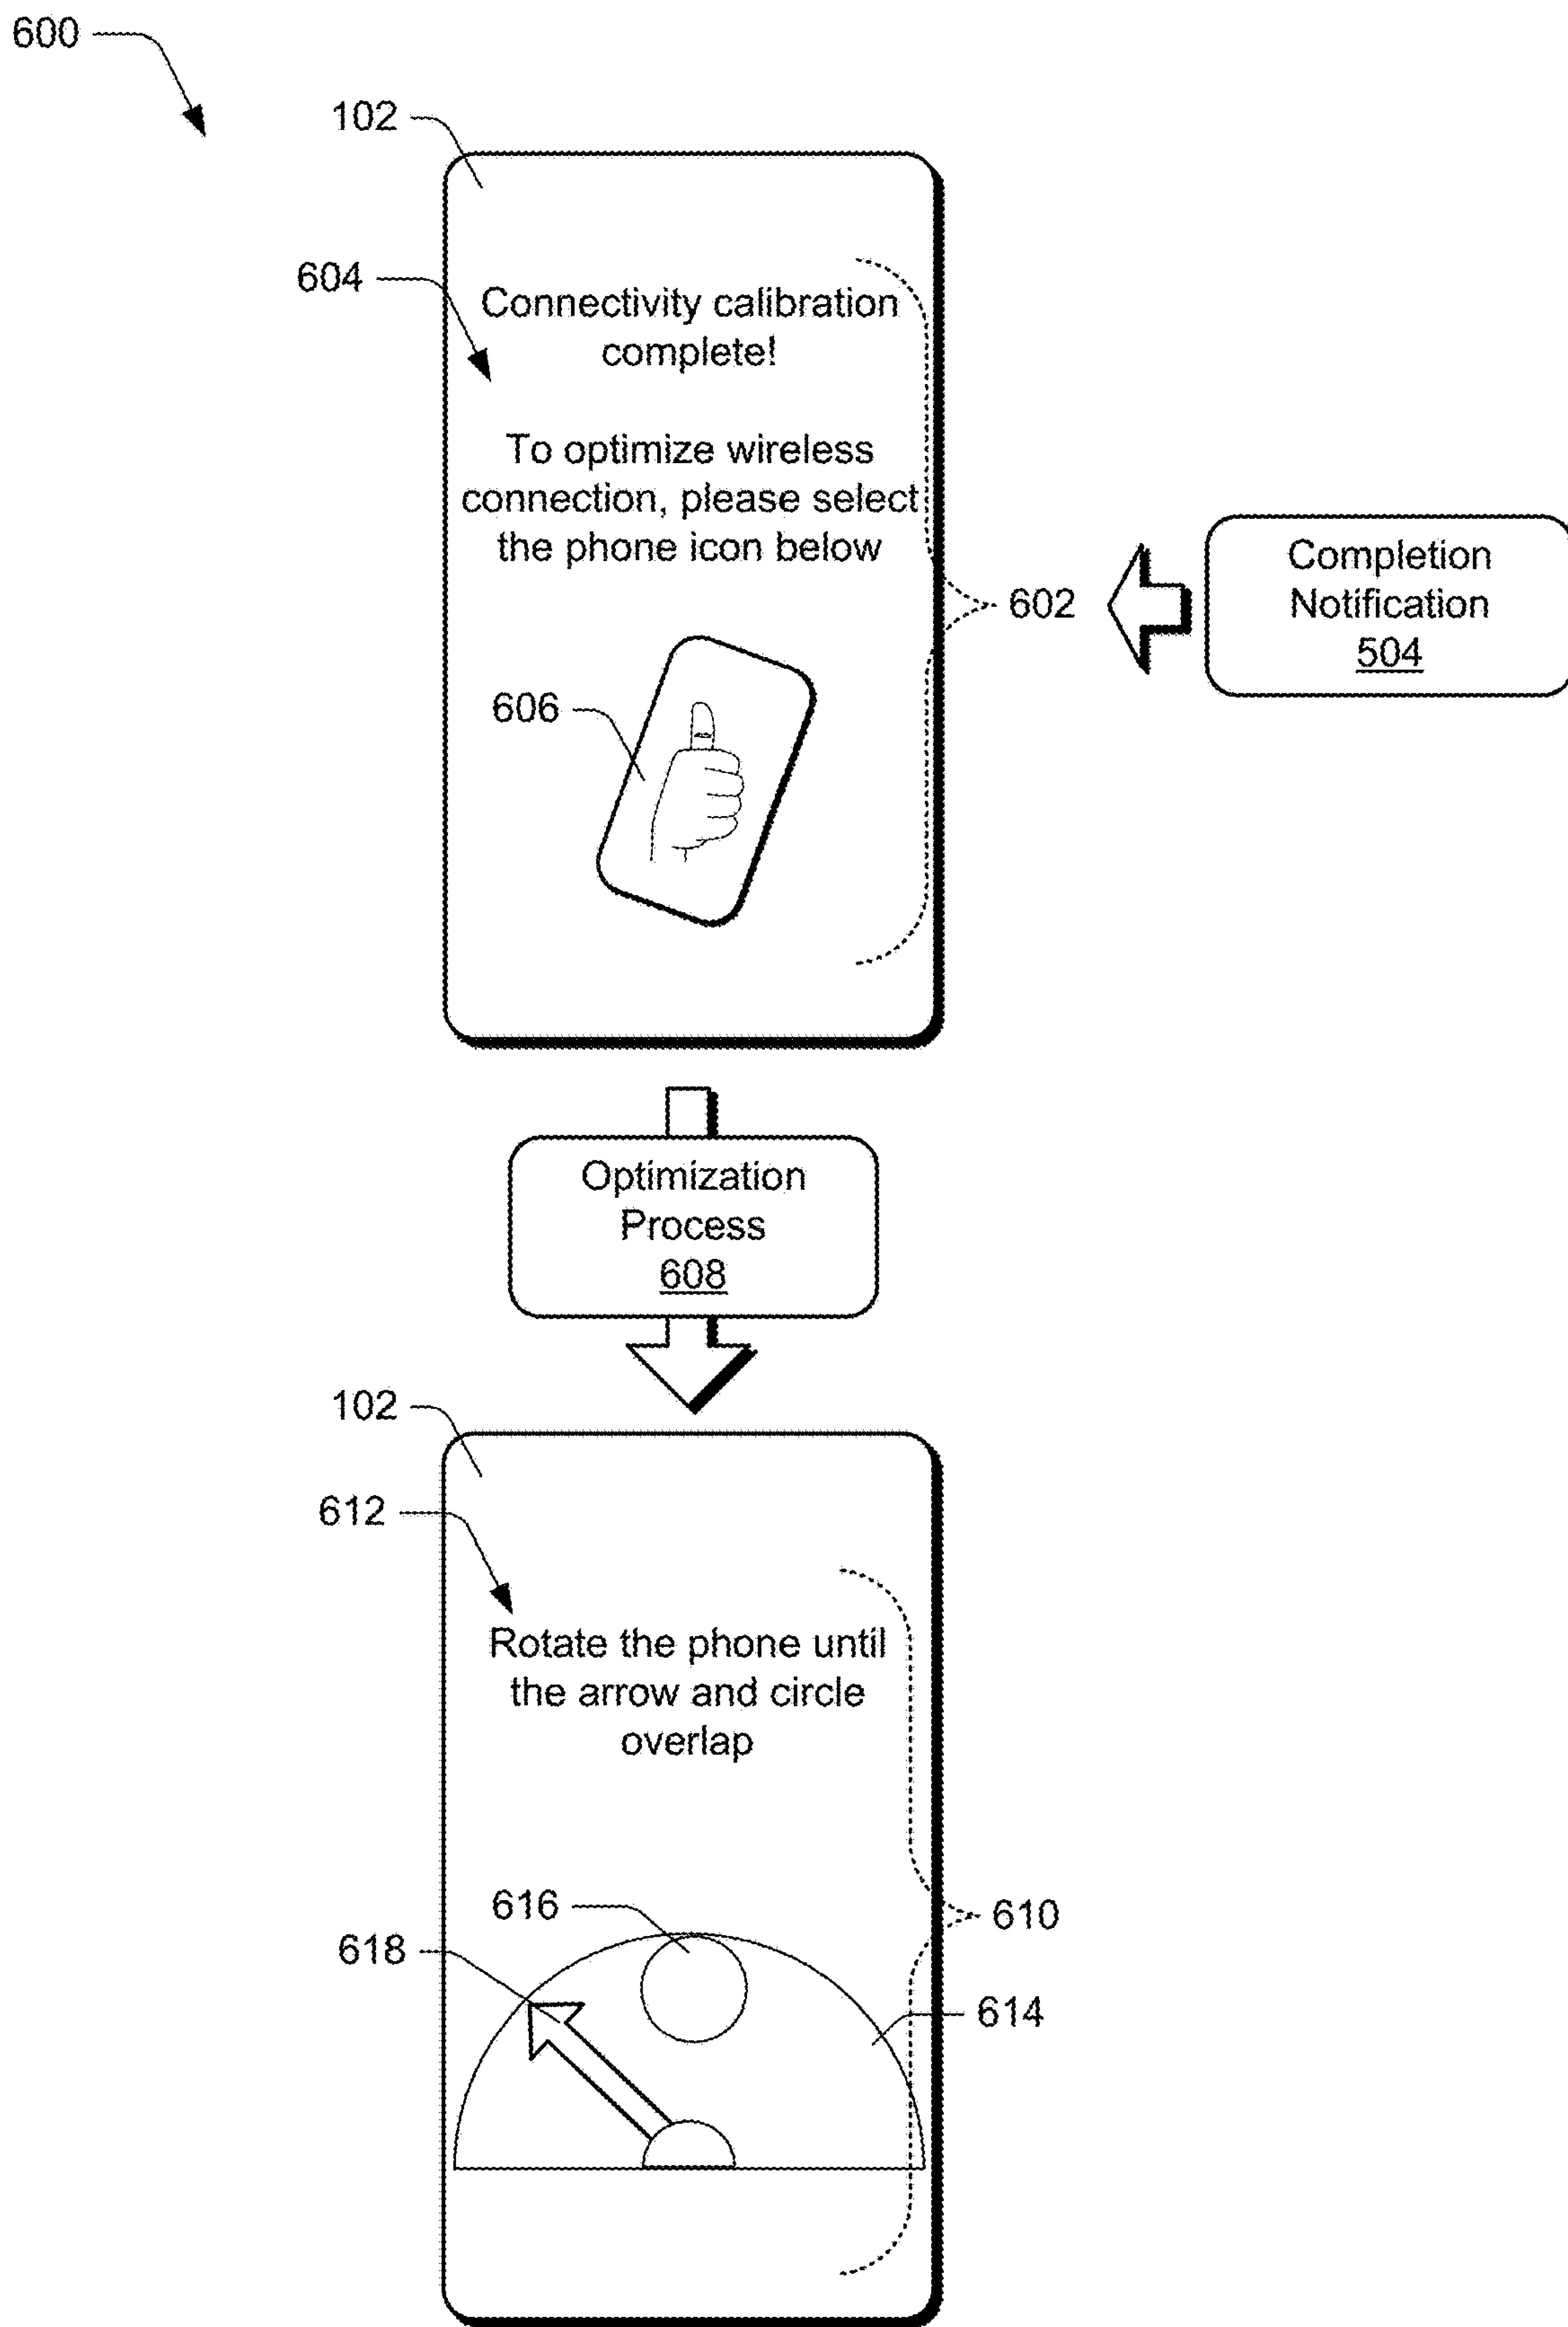 600
102
604
Connectivity calibration
complete!
To optimize wireless
connection, please select
the phone icon below
602
Completion
Notification
504
606
Optimization
Process
608
102
612
Rotate the phone until
the arrow and circle
overlap
616
618
610
614